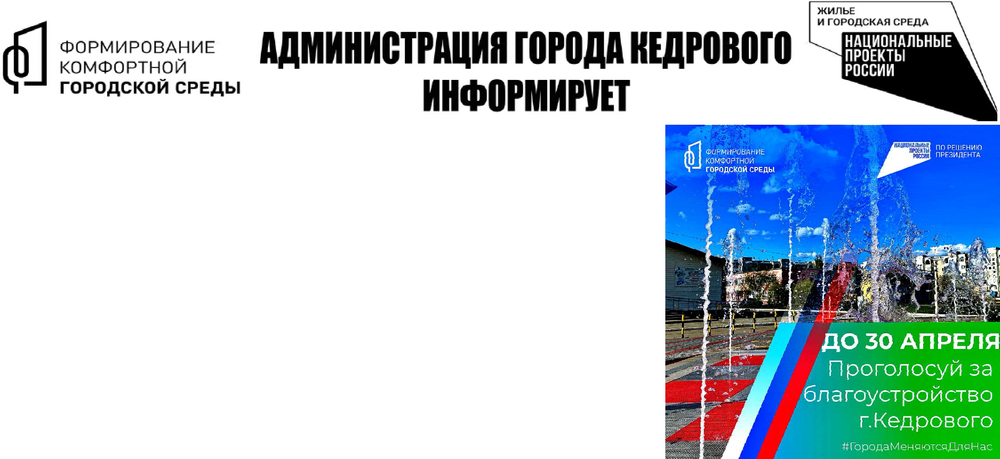 ФОРМИРОВАНИЕ
КОМФОРТНОЙ
ГОРОДСКОЙ СРЕДЫ
АДМИНИСТРАЦИЯ ГОРОДА КЕДРОВОГО
ИНФОРМИРУЕТ
ЖИЛЬЕ
И ГОРОДСКАЯ СРЕДА
НАЦИОНАЛЬНЫЕ
ПРОЕКТЫ
РОССИИ
ФОРМИРОВАНИЕ
КОМФОРТНОЙ
ГОРОДСКОЙ СРЕДЫ
НАЦИОНАЛЬНЫЕ
ПРОЕКТЫ
РОССИИ
ПО РЕШЕНИЮ
ПРЕЗИДЕНТА
ДО 30 АПРЕЛЯ
Проголосуй за
благоустройство
г.Кедрового
#ГородаМеняютсяДляНас